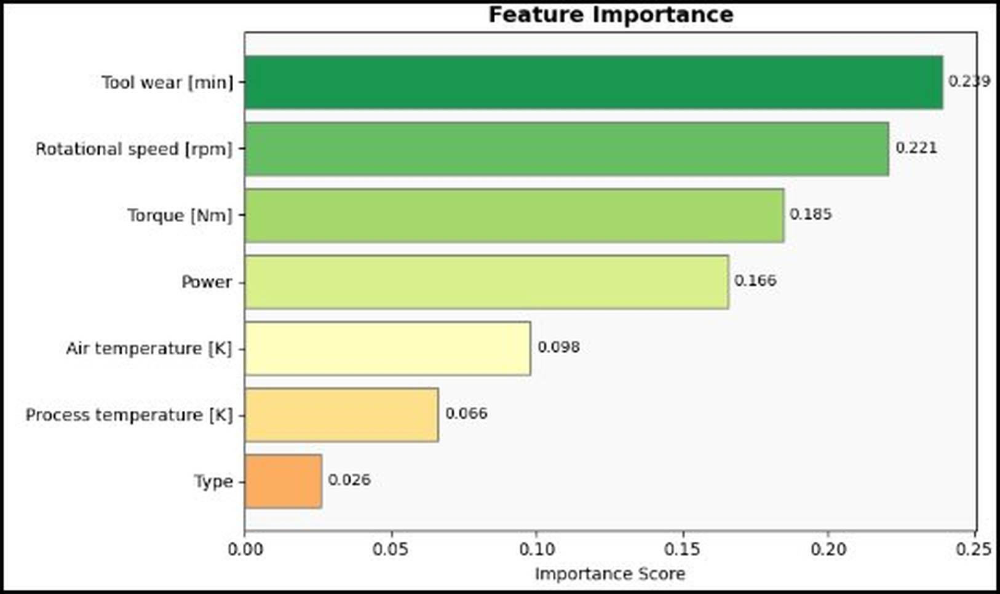 Feature Importance
Tool wear [min] 0.239
Rotational speed [rpm] 0.221
Torque [Nm] 0.185
Power 0.166
Air temperature [K] 0.098
Process temperature [K] 0.066
Type 0.026
0.00 0.05 0.10 0.15 0.20 0.25
Importance Score